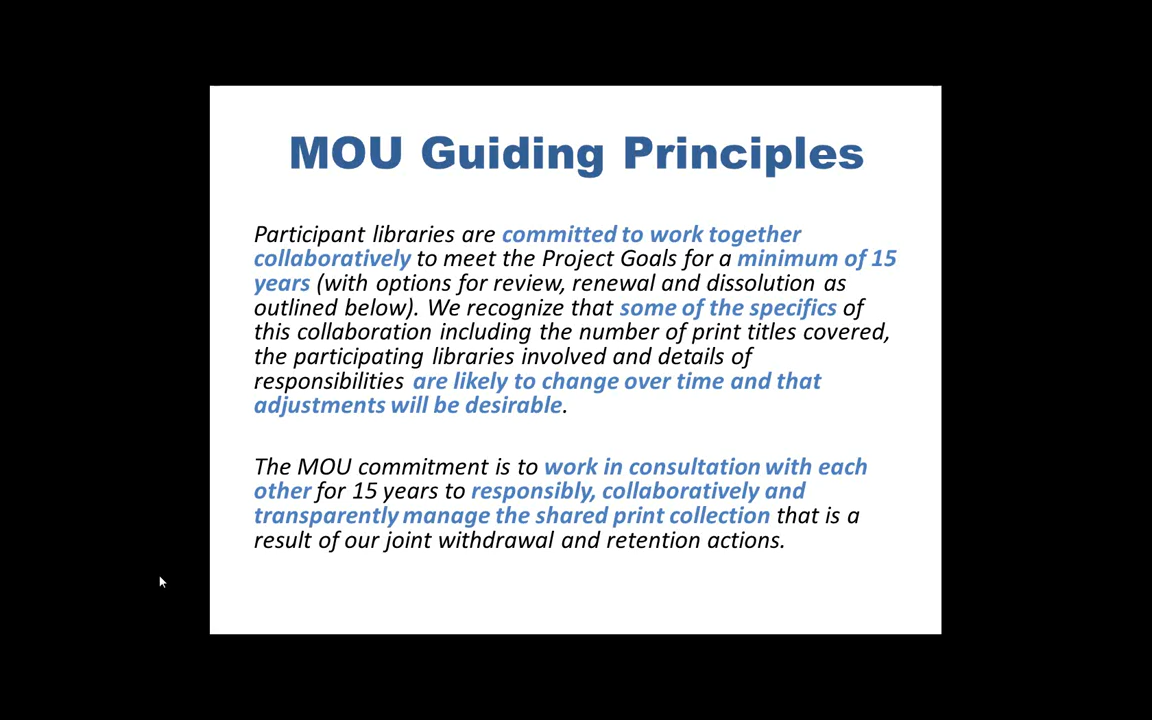 MOU Guiding Principles
Participant libraries are committed to work together
collaboratively to meet the Project Goals for a minimum of 15
years (with options for review, renewal and dissolution as
outlined below). We recognize that some of the specifics of
this collaboration including the number of print titles covered,
the participating libraries involved and details of
responsibilities are likely to change over time and that
adjustments will be desirable.
The MOU commitment is to work in consultation with each
other for 15 years to responsibly, collaboratively and
transparently manage the shared print collection that is a
result of our joint withdrawal and retention actions.